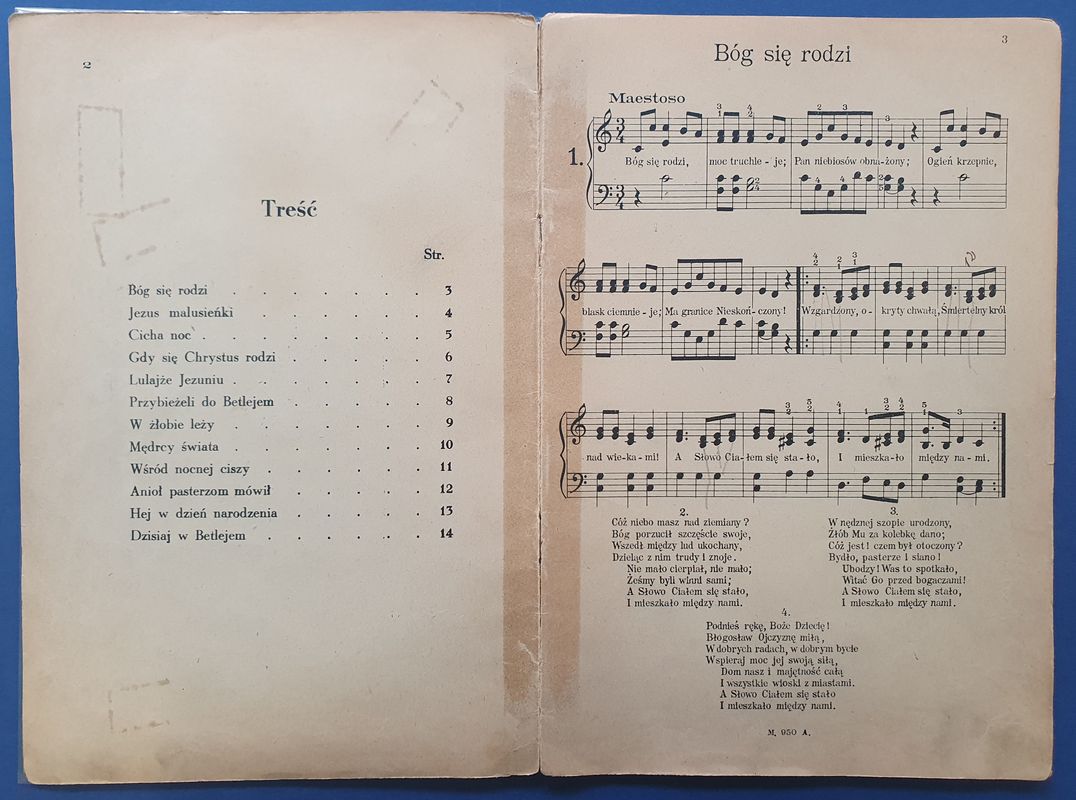 2
Treść
Str.
Bóg się rodzi . . . . . . . 3
Jezus malusieńki . . . . . . 4
Cicha noc . . . . . . . 5
Gdy się Chrystus rodzi . . . . . 6
Lulajże Jezuniu . . . . . . 7
Przybieżeli do Betlejem . . . . 8
W żłobie leży . . . . . . 9
Mędrcy świata . . . . . . 10
Wśród nocnej ciszy . . . . . 11
Anioł pasterzom mówił . . . . 12
Hej w dzień narodzenia . . . . 13
Dzisiaj w Betlejem . . . . . 14
3
Bóg się rodzi
Maestoso
1.
Bóg się rodzi, moc truchle - je; Pan niebiosów obna-żony; Ogień krzepnie,
blask ciemnie - je; Ma granice Nieskoń - czony! Wzgardzony, o - kryty chwałą, Śmiertelny król
nad wie-ka - mi! A Słowo Cia-łem się sta-ło, I mieszka-ło między na - mi.
2.
Cóż niebo masz nad ziemiany?
Bóg porzucił szczęście swoje,
Wszedł między lud ukochany,
Dzieląc z nim trudy i znoje.
Nie mało cierpiał, nie mało;
Żeśmy byli winni sami;
A Słowo Ciałem się stało,
I mieszkało między nami.
3.
W nędznej szopie urodzony,
Żłób Mu za kolebkę dano;
Cóż jest! czem był otoczony?
Bydło, pasterze i siano!
Ubodzy! Was to spotkało,
Witać Go przed bogaczami!
A Słowo Ciałem się stało,
I mieszkało między nami.
4.
Podnieś rękę, Boże Dziecię!
Błogosław Ojczyznę miłą,
W dobrych radach, w dobrym bycie
Wspieraj moc jej swoją siłą,
Dom nasz i majętność całą
I wszystkie wioski z miastami.
A Słowo Ciałem się stało
I mieszkało między nami.
M. 950 A.